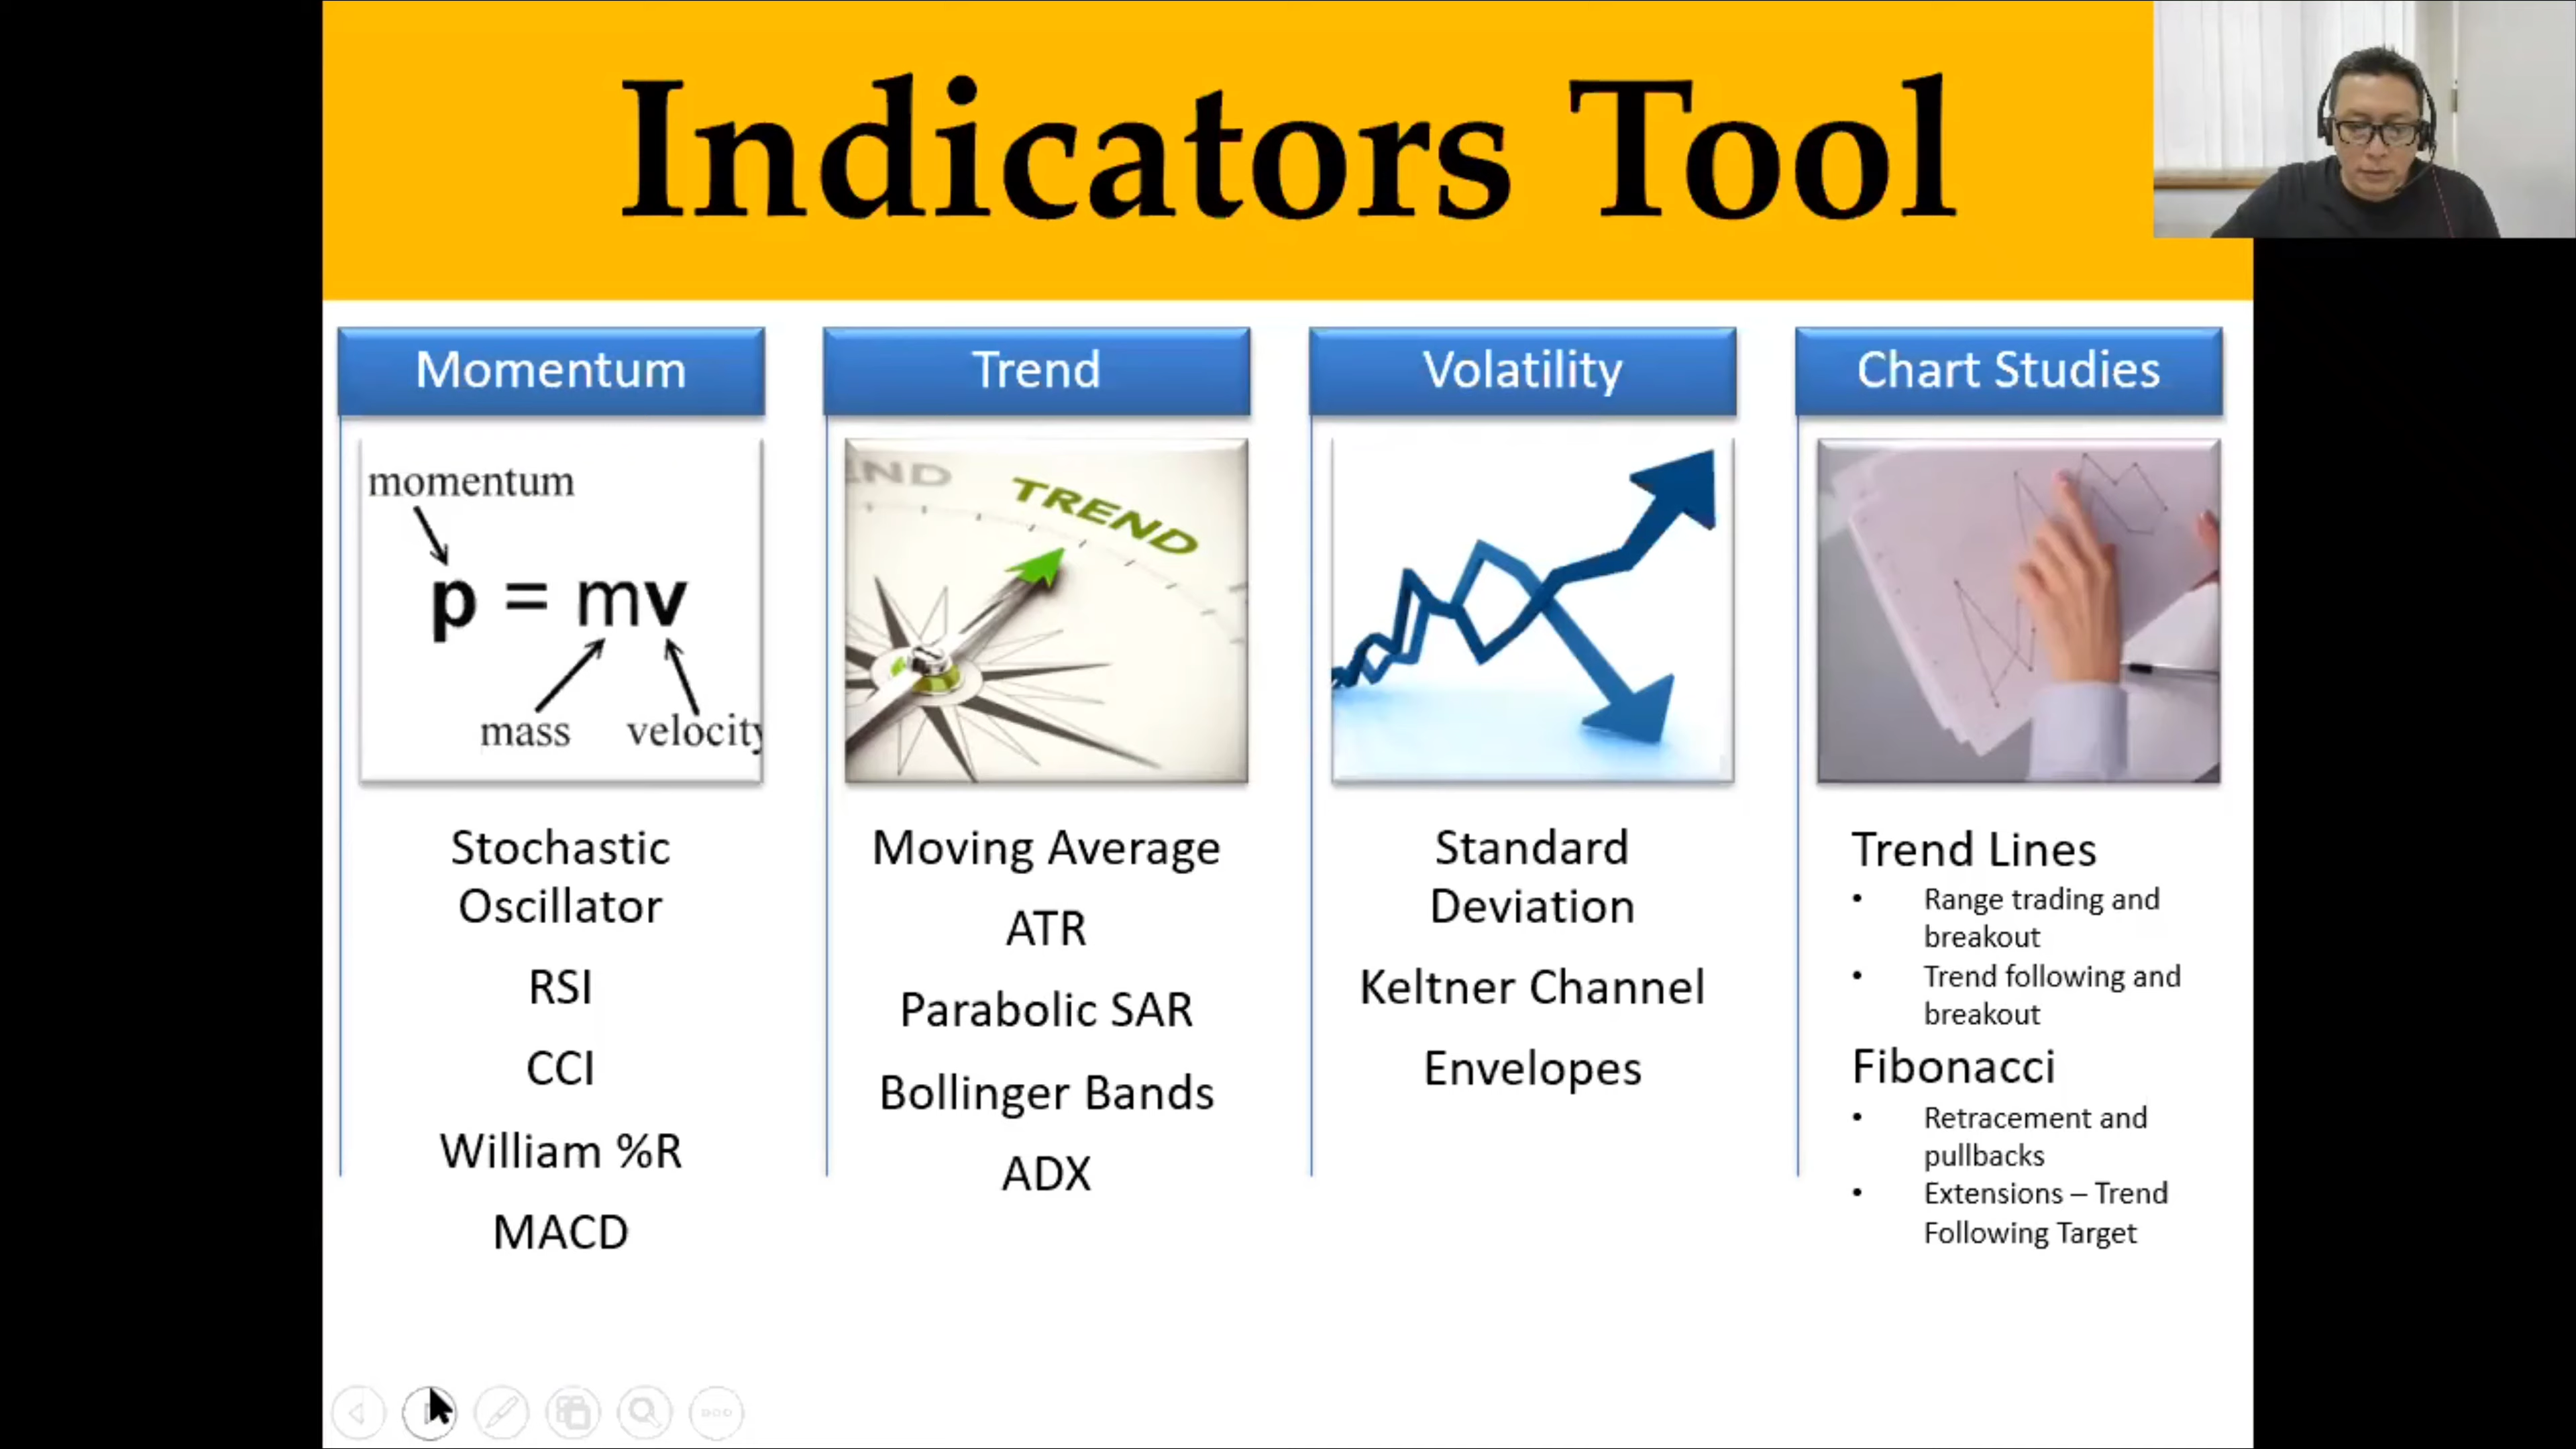 Indicators Tool
Momentum
momentum
p = mv
mass velocity
Stochastic
Oscillator
RSI
CCI
William %R
MACD
Trend
END
TREND
Moving Average
ATR
Parabolic SAR
Bollinger Bands
ADX
Volatility
Standard
Deviation
Keltner Channel
Envelopes
Chart Studies
Trend Lines
• Range trading and
breakout
• Trend following and
breakout
Fibonacci
• Retracement and
pullbacks
• Extensions – Trend
Following Target